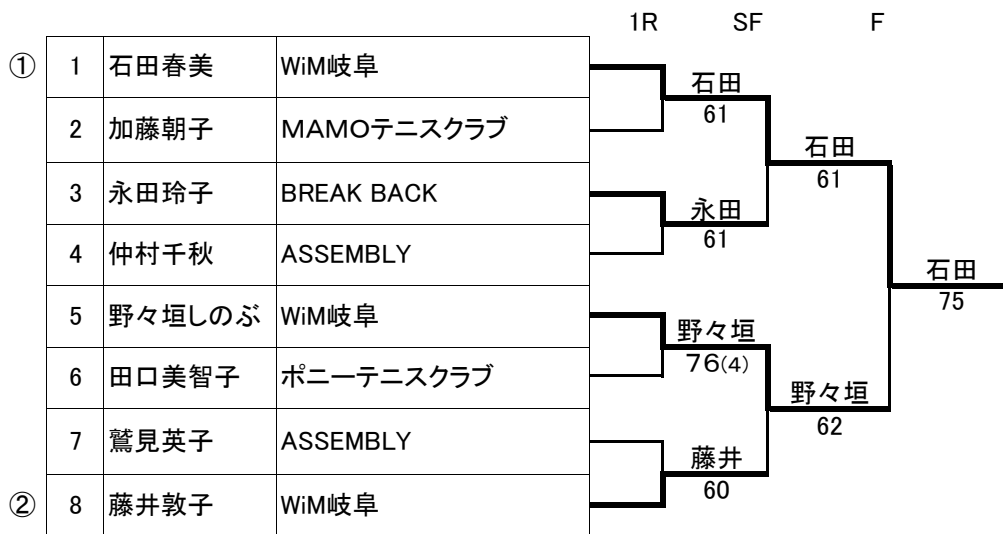 1R SF F
① 1 石田春美 WiM岐阜
石田
61
2 加藤朝子 MAMOテニスクラブ
石田
61
3 永田玲子 BREAK BACK
永田
61
4 仲村千秋 ASSEMBLY
石田
75
5 野々垣しのぶ WiM岐阜
野々垣
76(4)
6 田口美智子 ポニーテニスクラブ
野々垣
62
7 鷲見英子 ASSEMBLY
藤井
60
② 8 藤井敦子 WiM岐阜